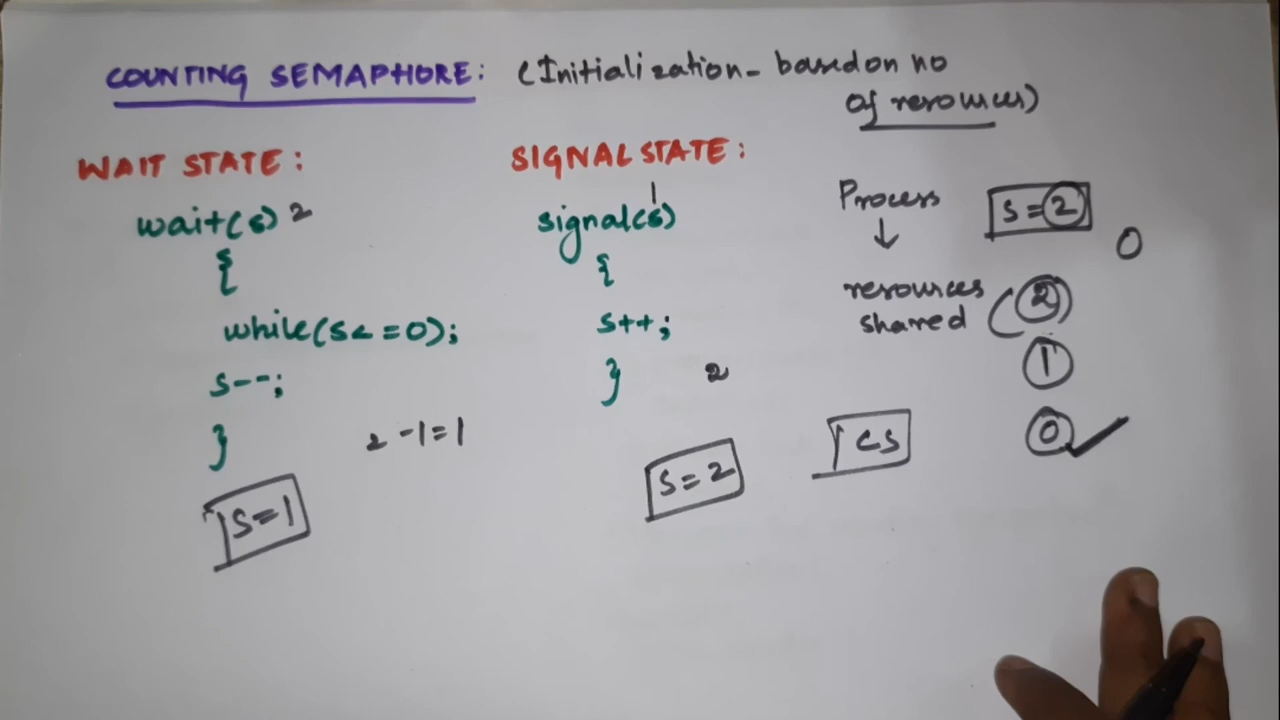 COUNTING SEMAPHORE: (Initialization- based on no
of resources)
WAIT STATE:
wait(s) 2
{
while(s<=0);
s--;
}
2-1=1
S=1
SIGNAL STATE:
1
signal(s)
{
s++;
}
2
S=2
Process
↓
resources
shared
S=2
0
2
1
0 ✓
CS